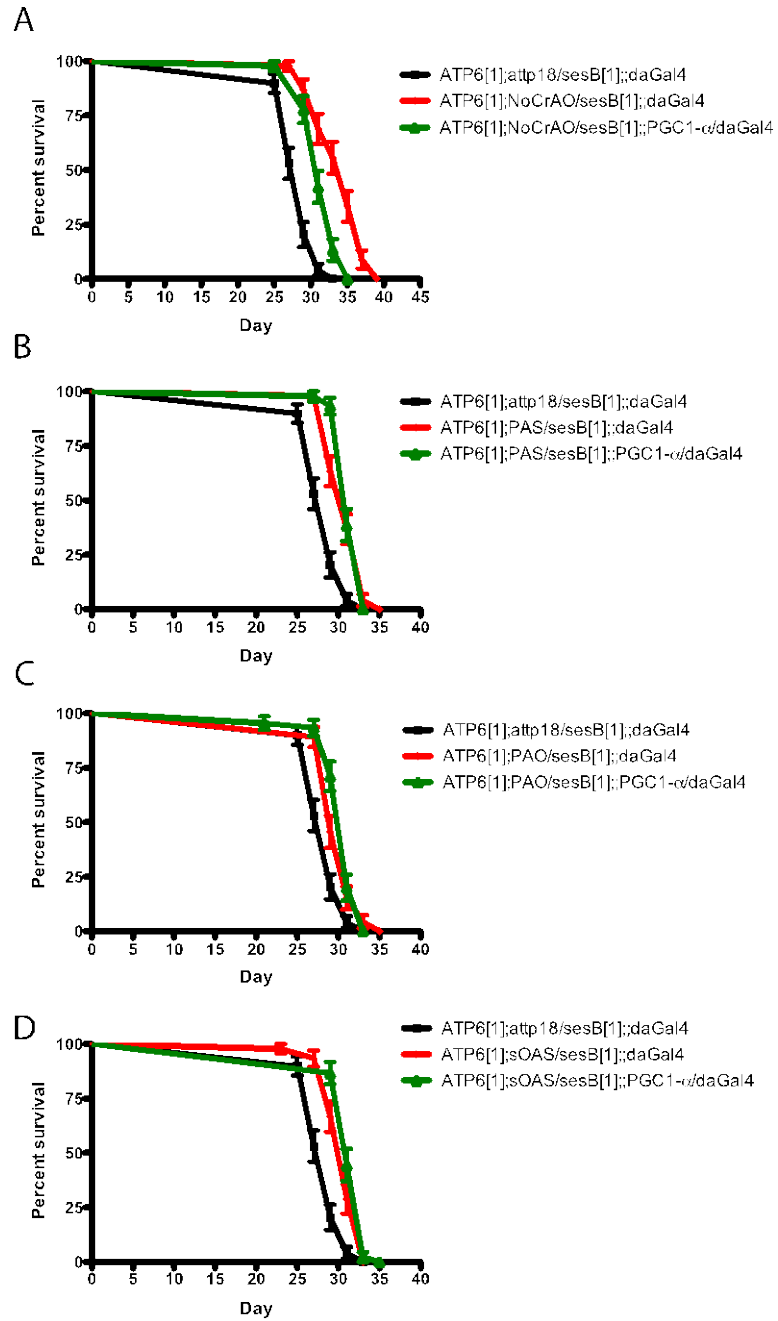 A
100
75
50
25
0
Percent survival
0 5 10 15 20 25 30 35 40 45
Day
ATP6[1];attp18/sesB[1];;daGal4
ATP6[1];NoCrAO/sesB[1];;daGal4
ATP6[1];NoCrAO/sesB[1];;PGC1-α/daGal4
B
100
75
50
25
0
Percent survival
0 5 10 15 20 25 30 35 40
Day
ATP6[1];attp18/sesB[1];;daGal4
ATP6[1];PAS/sesB[1];;daGal4
ATP6[1];PAS/sesB[1];;PGC1-α/daGal4
C
100
75
50
25
0
Percent survival
0 5 10 15 20 25 30 35 40
Day
ATP6[1];attp18/sesB[1];;daGal4
ATP6[1];PAO/sesB[1];;daGal4
ATP6[1];PAO/sesB[1];;PGC1-α/daGal4
D
100
75
50
25
0
Percent survival
0 5 10 15 20 25 30 35 40
Day
ATP6[1];attp18/sesB[1];;daGal4
ATP6[1];sOAS/sesB[1];;daGal4
ATP6[1];sOAS/sesB[1];;PGC1-α/daGal4